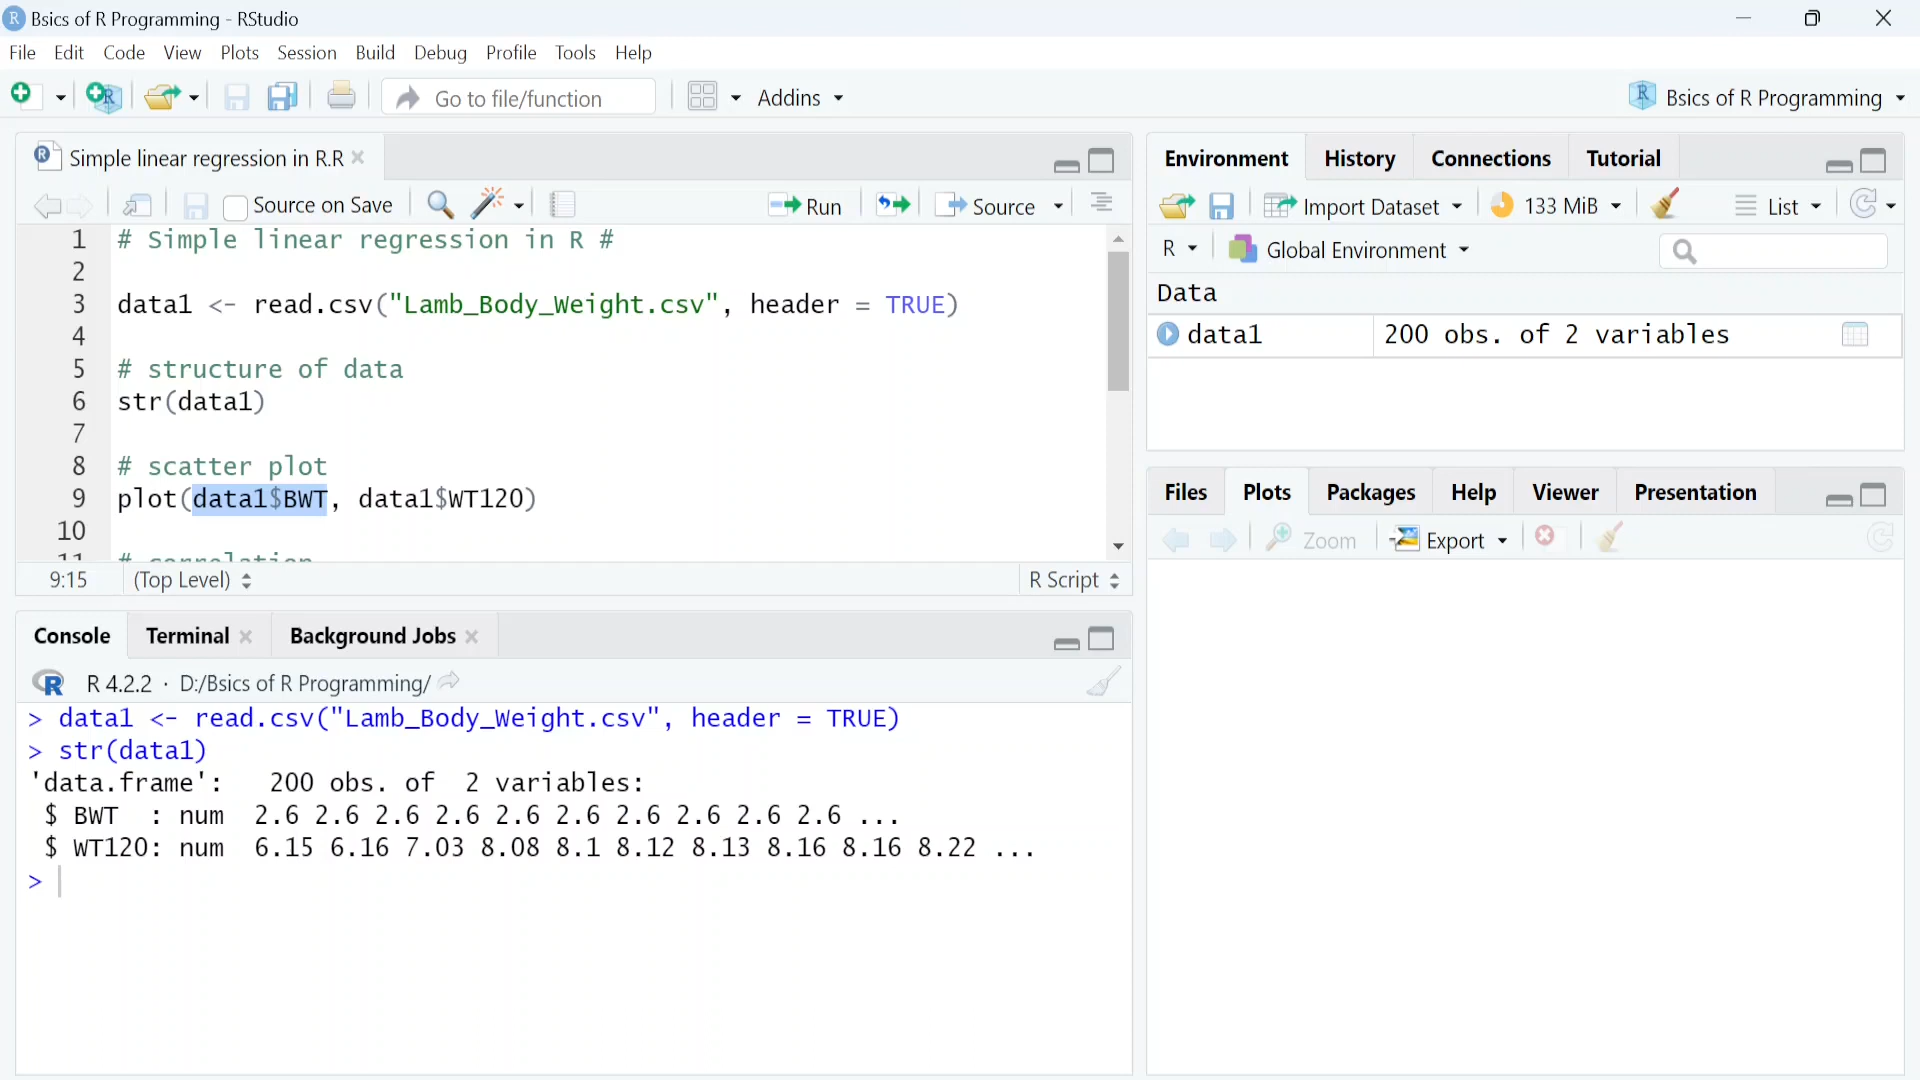 Bsics of R Programming - RStudio
File Edit Code View Plots Session Build Debug Profile Tools Help
Go to file/function Addins Bsics of R Programming
Simple linear regression in R.R
Source on Save Run Source
1 # Simple linear regression in R #
2
3 data1 <- read.csv("Lamb_Body_Weight.csv", header = TRUE)
4
5 # structure of data
6 str(data1)
7
8 # scatter plot
9 plot(data1$BWT, data1$WT120)
10
11 # correlation
9:15 (Top Level) R Script
Console Terminal Background Jobs
R 4.2.2 · D:/Bsics of R Programming/
> data1 <- read.csv("Lamb_Body_Weight.csv", header = TRUE)
> str(data1)
'data.frame': 200 obs. of 2 variables:
$ BWT : num 2.6 2.6 2.6 2.6 2.6 2.6 2.6 2.6 2.6 2.6 ...
$ WT120: num 6.15 6.16 7.03 8.08 8.1 8.12 8.13 8.16 8.16 8.22 ...
>
Environment History Connections Tutorial
Import Dataset 133 MiB List
R Global Environment
Data
data1 200 obs. of 2 variables
Files Plots Packages Help Viewer Presentation
Zoom Export